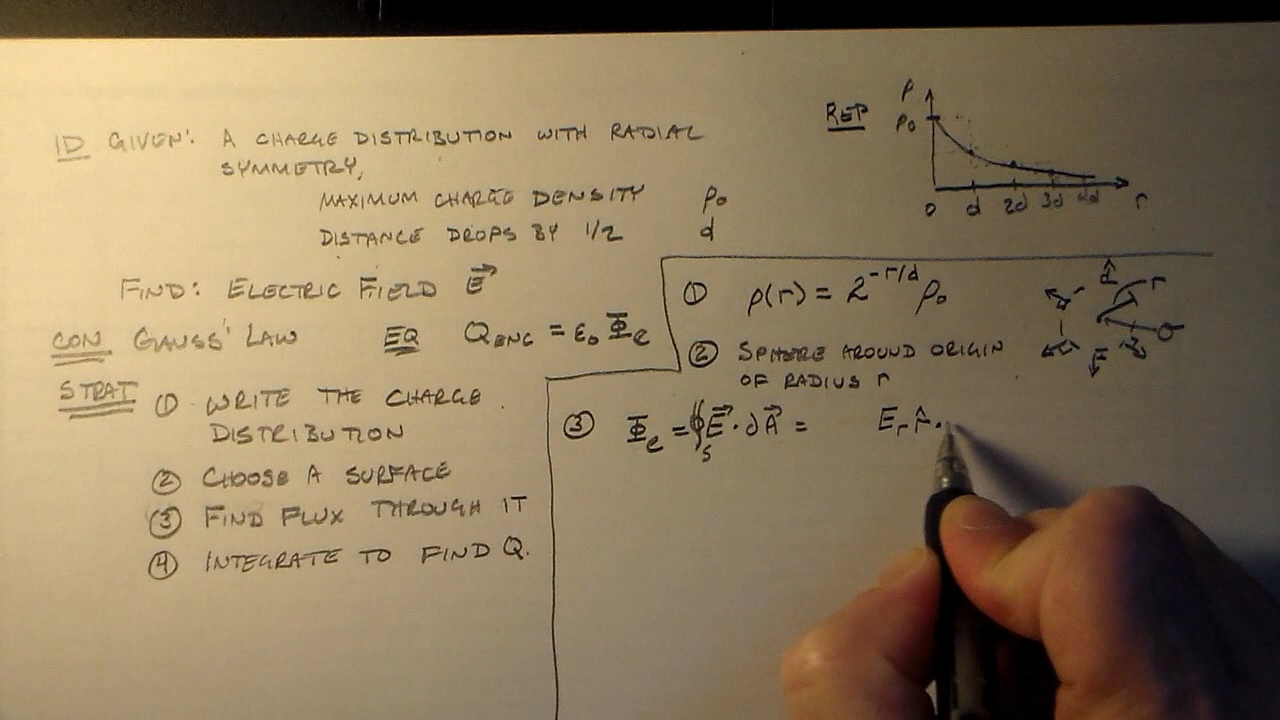 ID GIVEN: A CHARGE DISTRIBUTION WITH RADIAL
SYMMETRY,
MAXIMUM CHARGE DENSITY ρ₀
DISTANCE DROPS BY 1/2 d
FIND: ELECTRIC FIELD E⃗
CON GAUSS' LAW EQ Q_ENC = ε₀ Φ_e
STRAT ① WRITE THE CHARGE
DISTRIBUTION
② CHOOSE A SURFACE
③ FIND FLUX THROUGH IT
④ INTEGRATE TO FIND Q.
REP
ρ
ρ₀
0 d 2d 3d 4d r
① ρ(r) = 2^{-r/d} ρ₀
② SPHERE AROUND ORIGIN
OF RADIUS r
③ Φ_e = ∮_S E⃗ · dA⃗ = E_r r̂ ·